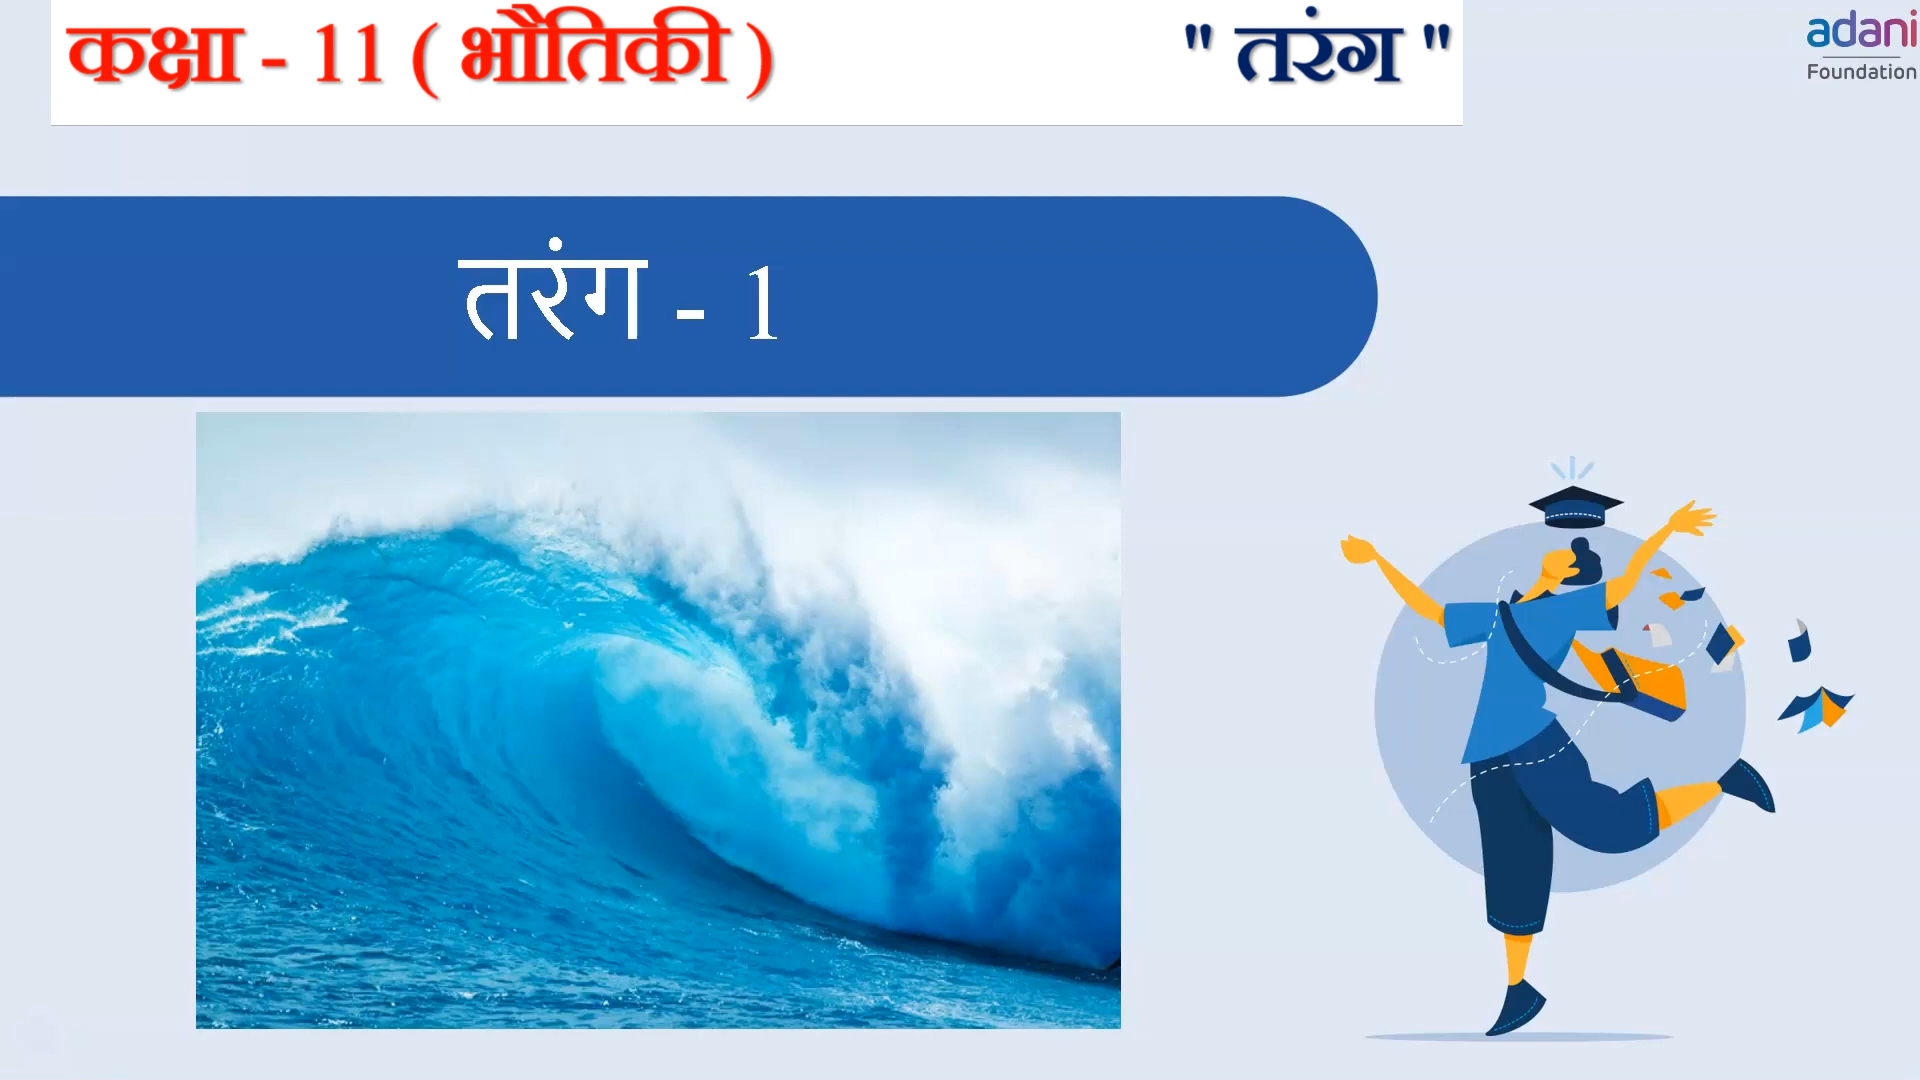 कक्षा - 11 ( भौतिकी ) " तरंग "
adani
Foundation
तरंग - 1